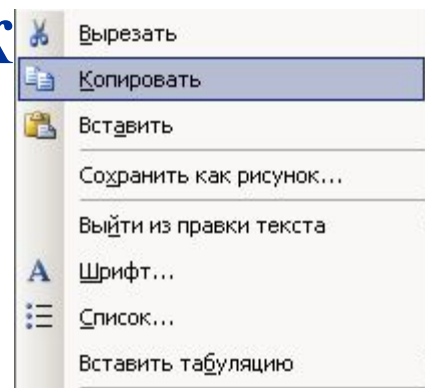 к
Вырезать
Копировать
Вставить
Сохранить как рисунок...
Выйти из правки текста
Шрифт...
Список...
Вставить табуляцию